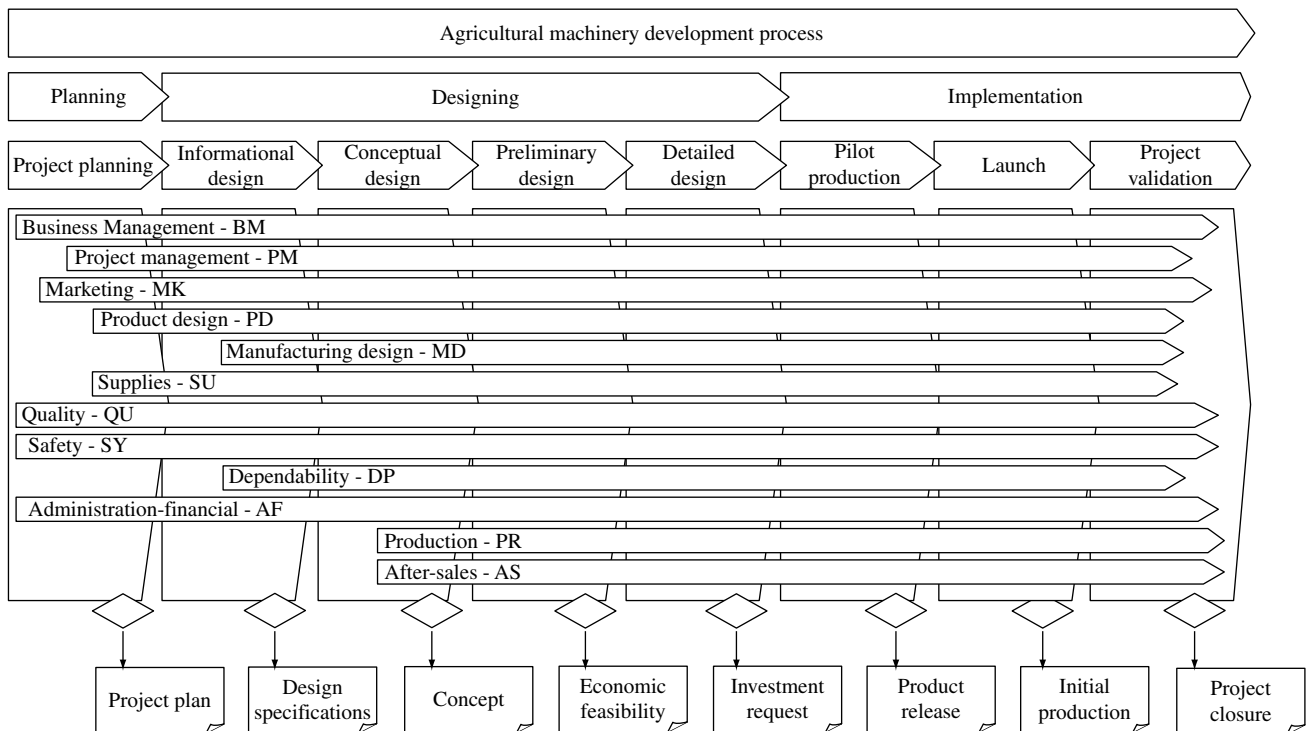 Agricultural machinery development process
Planning
Designing
Implementation
Project planning
Informational
design
Conceptual
design
Preliminary
design
Detailed
design
Pilot
production
Launch
Project
validation
Business Management - BM
Project management - PM
Marketing - MK
Product design - PD
Manufacturing design - MD
Supplies - SU
Quality - QU
Safety - SY
Dependability - DP
Administration-financial - AF
Production - PR
After-sales - AS
Project plan
Design
specifications
Concept
Economic
feasibility
Investment
request
Product
release
Initial
production
Project
closure